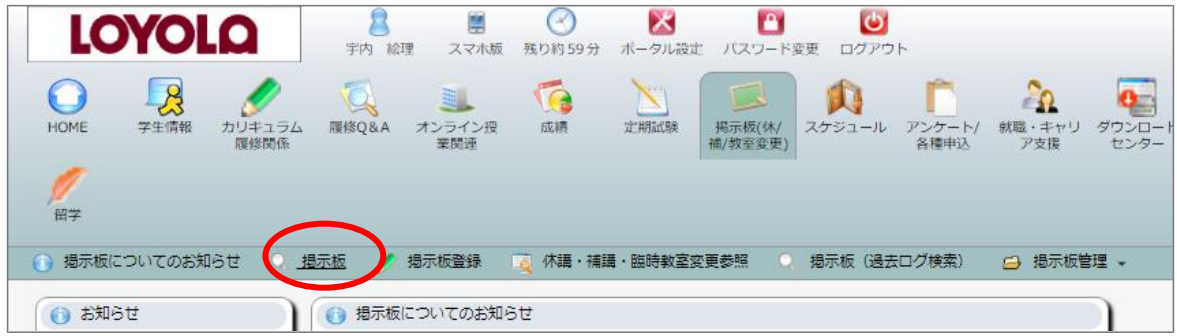 LOYOLA
宇内 絵理 スマホ版 残り約59分 ポータル設定 パスワード変更 ログアウト
HOME 学生情報 カリキュラム 履修Q&A オンライン授 成績 定期試験 掲示板(休/ スケジュール アンケート/ 就職・キャリ ダウンロード
履修関係 業関連 補/教室変更) 各種申込 ア支援 センター
留学
掲示板についてのお知らせ 掲示板 掲示板登録 休講・補講・臨時教室変更参照 掲示板（過去ログ検索） 掲示板管理
お知らせ 掲示板についてのお知らせ